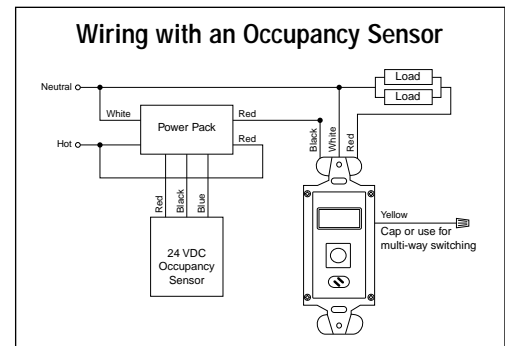 Wiring with an Occupancy Sensor
Neutral
White
Power Pack
Red
Hot
Red
Black
White
Red
Load
Load
Red
Black
Blue
24 VDC
Occupancy
Sensor
Yellow
Cap or use for
multi-way switching